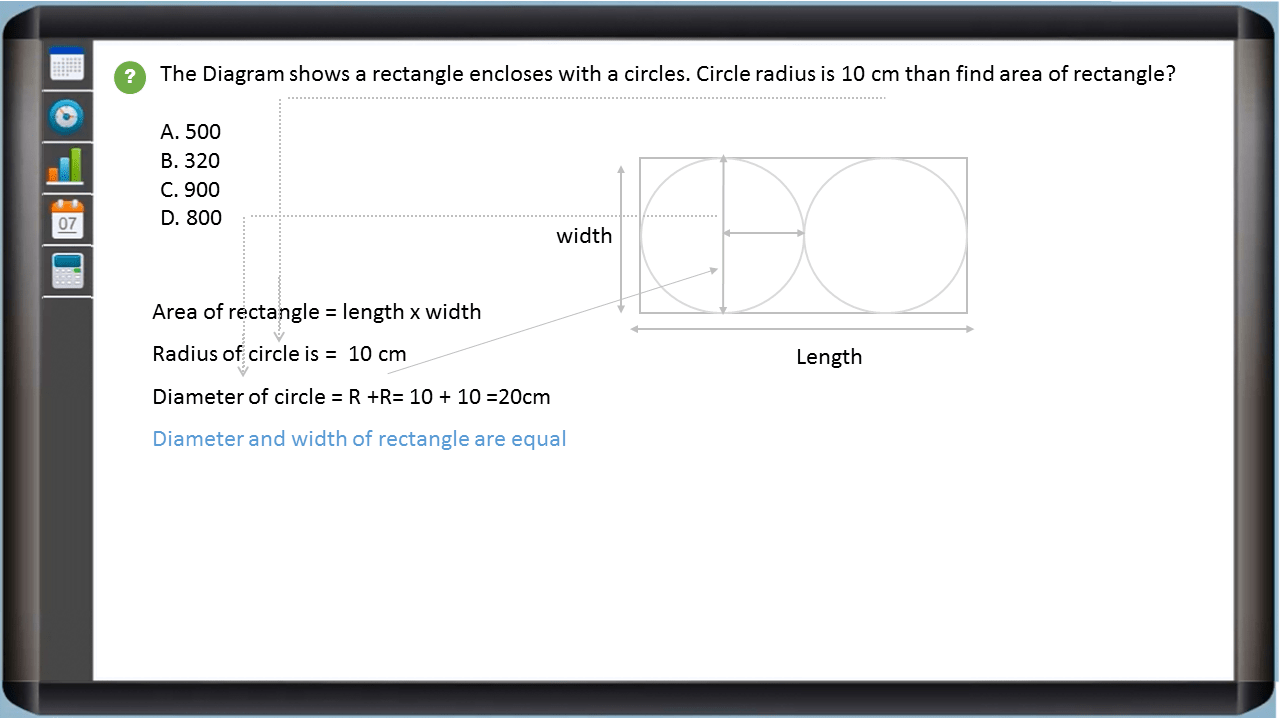 ? The Diagram shows a rectangle encloses with a circles. Circle radius is 10 cm than find area of rectangle?
A. 500
B. 320
C. 900
D. 800
07
width
Length
Area of rectangle = length x width
Radius of circle is = 10 cm
Diameter of circle = R +R= 10 + 10 =20cm
Diameter and width of rectangle are equal